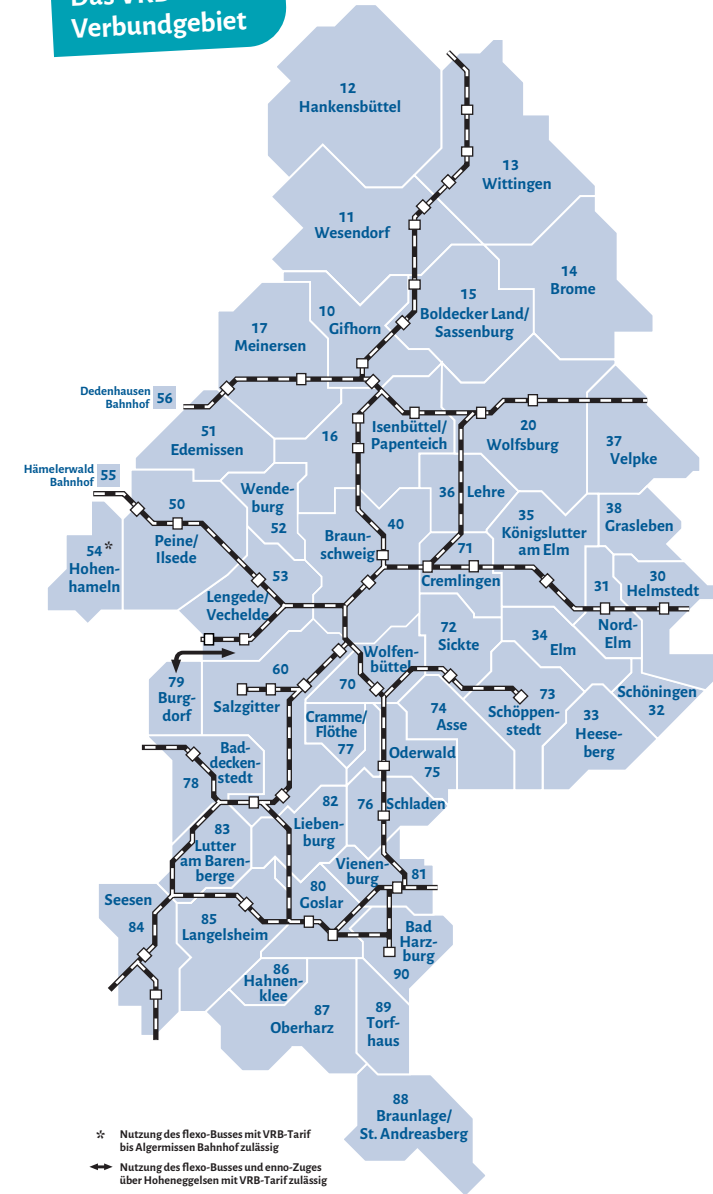 Das VRB-
Verbundgebiet
12
Hankensbüttel
13
Wittingen
11
Wesendorf
14
Brome
15
Boldecker Land/
Sassenburg
10
Gifhorn
17
Meinersen
Dedenhausen
Bahnhof
56
16
Isenbüttel/
Papenteich
20
Wolfsburg
51
Edemissen
37
Velpke
Hämelerwald
Bahnhof
55
50
Peine/
Ilsede
Wende-
burg
52
36
Lehre
35
Königslutter
am Elm
38
Grasleben
54*
Hohen-
hameln
40
Braun-
schweig
71
Cremlingen
53
Lengede/
Vechelde
31
Nord-
Elm
30
Helmstedt
72
Sickte
34
Elm
79
Burg-
dorf
60
Salzgitter
Wolfen-
büttel
70
73
Schöppen-
stedt
Schöningen
32
33
Heese-
berg
74
Asse
Cramme/
Flöthe
77
Oderwald
75
Bad-
decken-
stedt
78
82
Lieben-
burg
76
Schladen
83
Lutter
am Baren-
berge
Vienen-
burg
81
80
Goslar
Seesen
84
85
Langelsheim
Bad
Harz-
burg
90
86
Hahnen-
klee
87
Oberharz
89
Torf-
haus
88
Braunlage/
St. Andreasberg
* Nutzung des flexo-Busses mit VRB-Tarif
bis Algermissen Bahnhof zulässig
Nutzung des flexo-Busses und enno-Zuges
über Hoheneggelsen mit VRB-Tarif zulässig